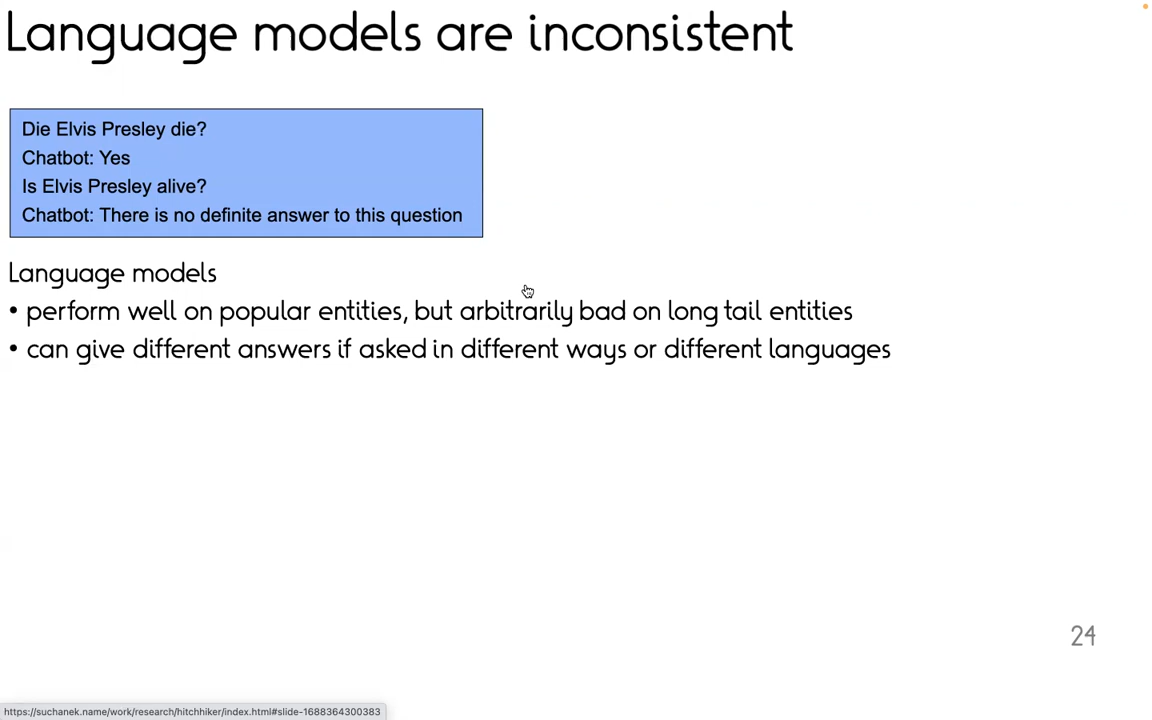 Language models are inconsistent
Die Elvis Presley die?
Chatbot: Yes
Is Elvis Presley alive?
Chatbot: There is no definite answer to this question
Language models
• perform well on popular entities, but arbitrarily bad on long tail entities
• can give different answers if asked in different ways or different languages
24
https://suchanek.name/work/research/hitchhiker/index.html#slide-1688364300383